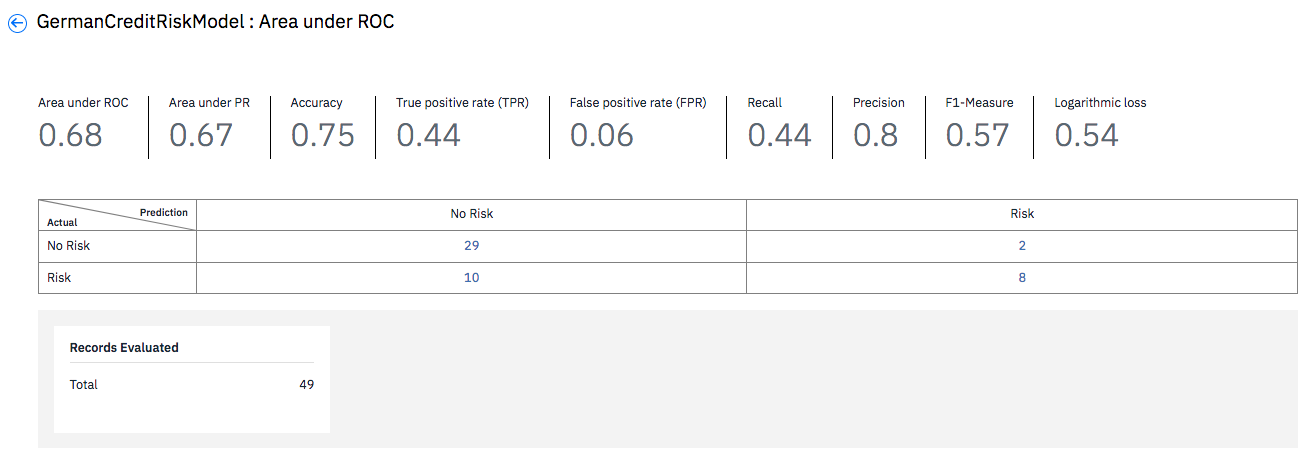 GermanCreditRiskModel : Area under ROC
Area under ROC Area under PR Accuracy True positive rate (TPR) False positive rate (FPR) Recall Precision F1-Measure Logarithmic loss
0.68 0.67 0.75 0.44 0.06 0.44 0.8 0.57 0.54
Prediction No Risk Risk
Actual
No Risk 29 2
Risk 10 8
Records Evaluated
Total 49